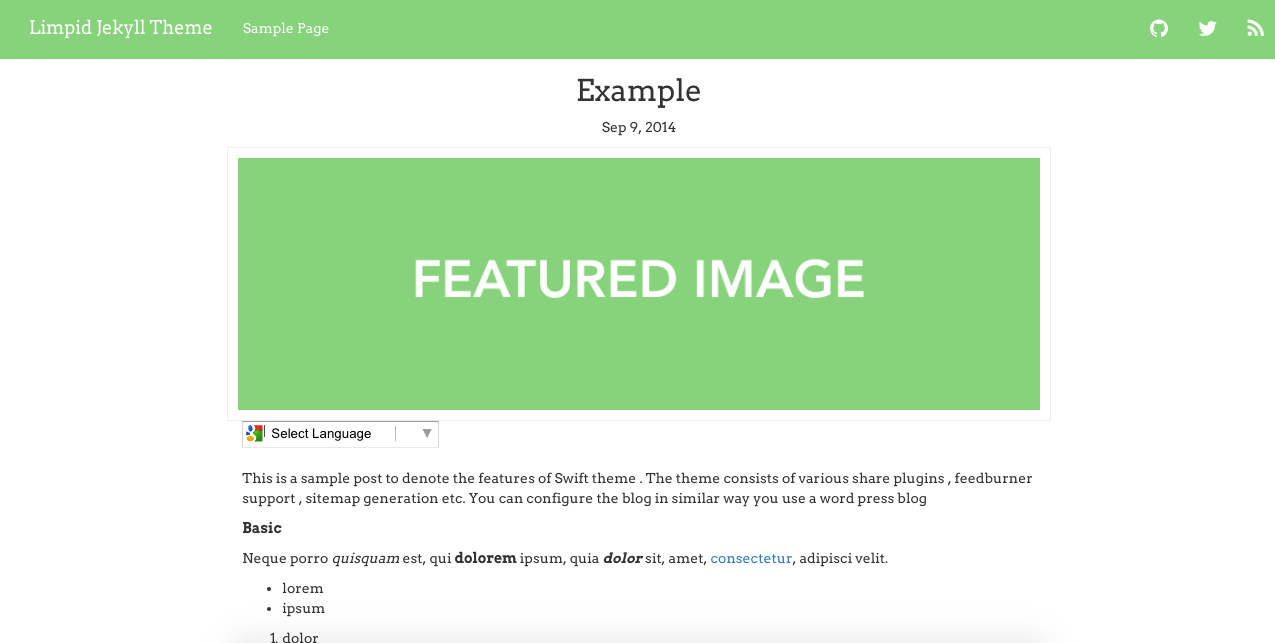 Limpid Jekyll Theme Sample Page
Example
Sep 9, 2014
FEATURED IMAGE
Select Language
This is a sample post to denote the features of Swift theme . The theme consists of various share plugins , feedburner
support , sitemap generation etc. You can configure the blog in similar way you use a word press blog
Basic
Neque porro quisquam est, qui dolorem ipsum, quia dolor sit, amet, consectetur, adipisci velit.
• lorem
• ipsum
1. dolor